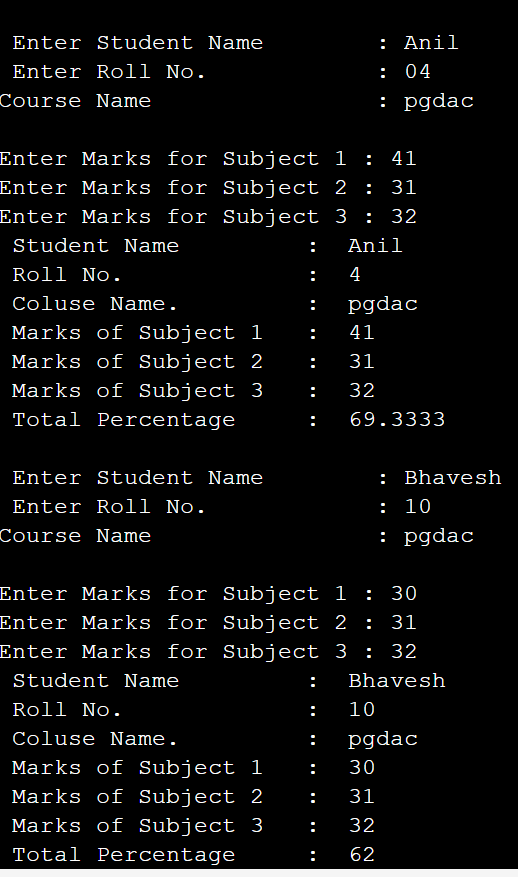 Enter Student Name : Anil
Enter Roll No. : 04
Course Name : pgdac
Enter Marks for Subject 1 : 41
Enter Marks for Subject 2 : 31
Enter Marks for Subject 3 : 32
Student Name : Anil
Roll No. : 4
Coluse Name. : pgdac
Marks of Subject 1 : 41
Marks of Subject 2 : 31
Marks of Subject 3 : 32
Total Percentage : 69.3333
Enter Student Name : Bhavesh
Enter Roll No. : 10
Course Name : pgdac
Enter Marks for Subject 1 : 30
Enter Marks for Subject 2 : 31
Enter Marks for Subject 3 : 32
Student Name : Bhavesh
Roll No. : 10
Coluse Name. : pgdac
Marks of Subject 1 : 30
Marks of Subject 2 : 31
Marks of Subject 3 : 32
Total Percentage : 62